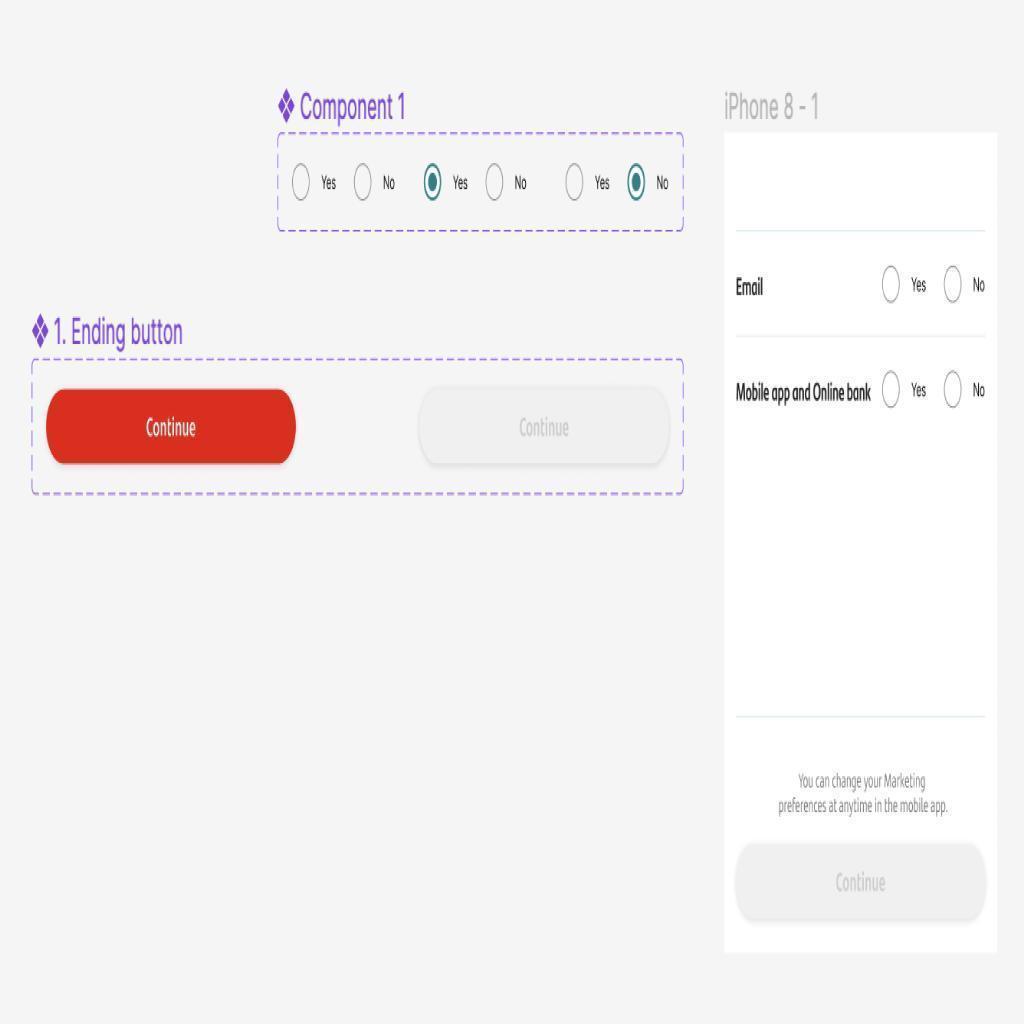 Component 1
Yes No Yes No Yes No
1. Ending button
Continue Continue
iPhone 8 - 1
Email Yes No
Mobile app and Online bank Yes No
You can change your Marketing
preferences at anytime in the mobile app.
Continue